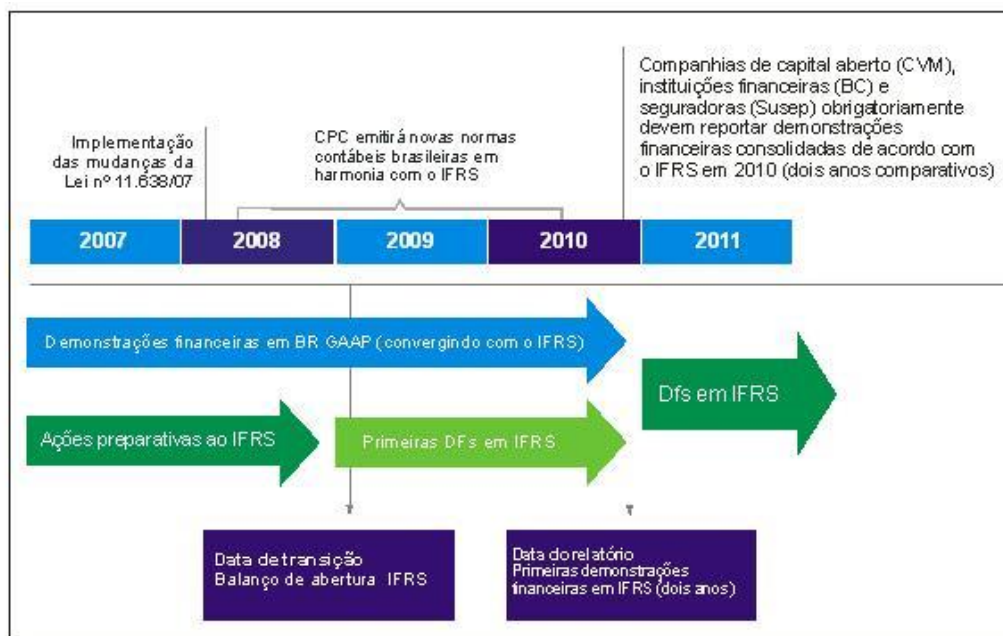 Implementação
das mudanças da
Lei nº 11.638/07
CPC emitirá novas normas
contábeis brasileiras em
harmonia com o IFRS
Companhias de capital aberto (CVM),
instituições financeiras (BC) e
seguradoras (Susep) obrigatoriamente
devem reportar demonstrações
financeiras consolidadas de acordo com
o IFRS em 2010 (dois anos comparativos)
2007
2008
2009
2010
2011
Demonstrações financeiras em BR GAAP (convergindo com o IFRS)
Dfs em IFRS
Ações preparativas ao IFRS
Primeiras DFs em IFRS
Data de transição
Balanço de abertura IFRS
Data do relatório
Primeiras demonstrações
financeiras em IFRS (dois anos)